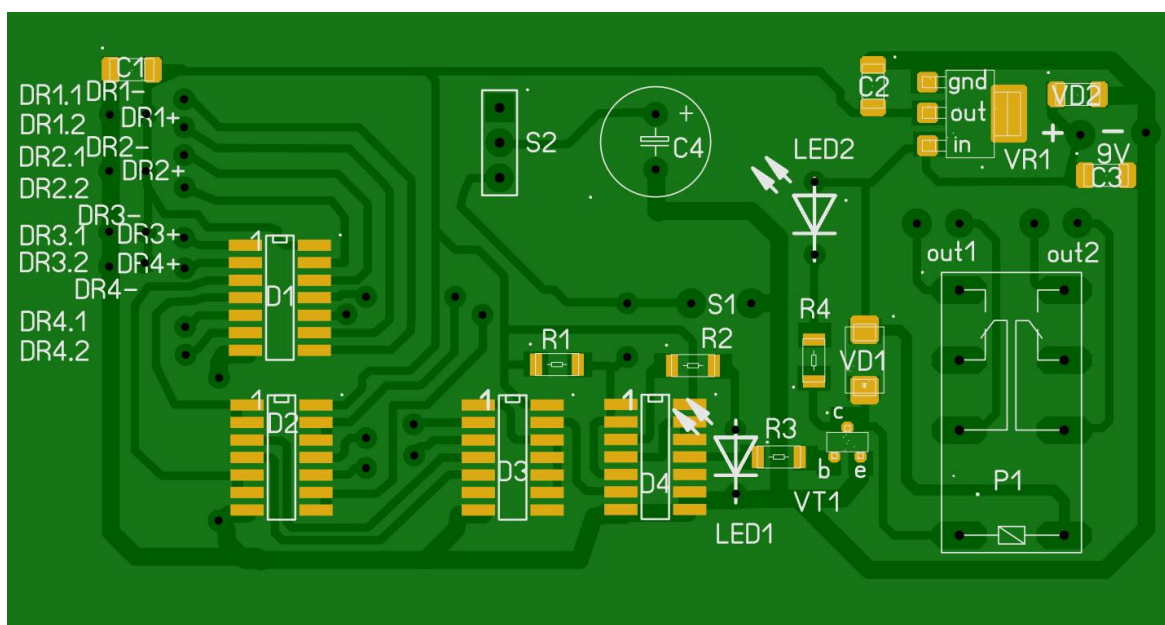 C1
DR1.1
DR1-
DR1+
DR1.2
DR2-
DR2.1
DR2+
DR2.2
DR3-
DR3.1
DR3+
DR3.2
DR4+
DR4-
DR4.1
DR4.2
1
D1
1
D2
S2
+
C4
LED2
C2
gnd
out
in
VR1
VD2
+
-
9V
C3
out1
out2
S1
R1
R2
R4
VD1
1
D3
1
D4
R3
c
b
e
VT1
LED1
P1